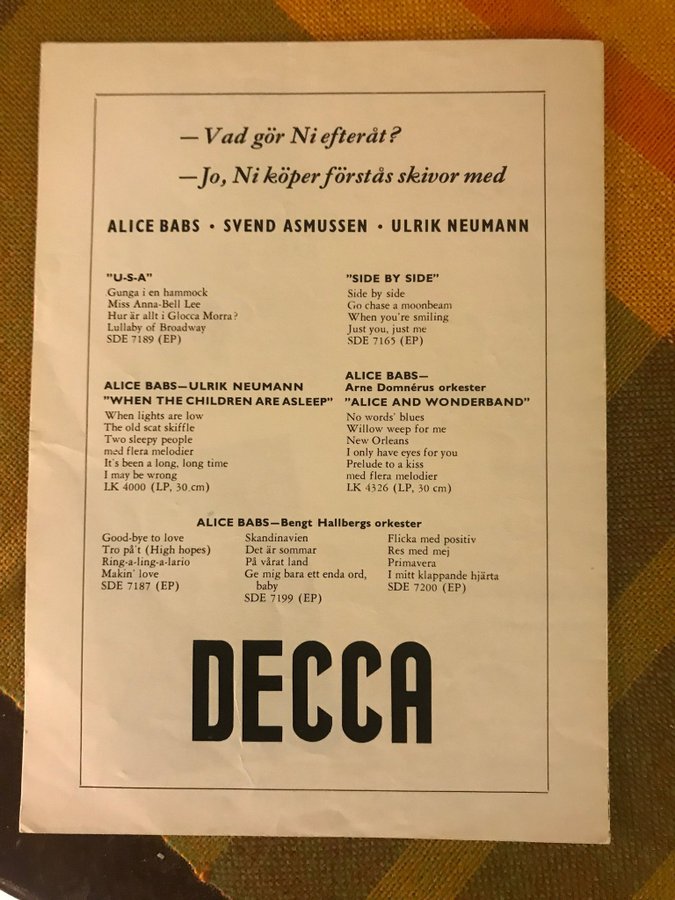 — Vad gör Ni efteråt?
— Jo, Ni köper förstås skivor med
ALICE BABS • SVEND ASMUSSEN • ULRIK NEUMANN
"U-S-A"
Gunga i en hammock
Miss Anna-Bell Lee
Hur är allt i Glocca Morra?
Lullaby of Broadway
SDE 7189 (EP)
"SIDE BY SIDE"
Side by side
Go chase a moonbeam
When you're smiling
Just you, just me
SDE 7165 (EP)
ALICE BABS—ULRIK NEUMANN
"WHEN THE CHILDREN ARE ASLEEP"
When lights are low
The old scat skiffle
Two sleepy people
med flera melodier
It's been a long, long time
I may be wrong
LK 4000 (LP, 30 cm)
ALICE BABS—
Arne Domnérus orkester
"ALICE AND WONDERBAND"
No words' blues
Willow weep for me
New Orleans
I only have eyes for you
Prelude to a kiss
med flera melodier
LK 4326 (LP, 30 cm)
ALICE BABS—Bengt Hallbergs orkester
Good-bye to love
Tro på't (High hopes)
Ring-a-ling-a-lario
Makin' love
SDE 7187 (EP)
Skandinavien
Det är sommar
På vårat land
Ge mig bara ett enda ord,
baby
SDE 7199 (EP)
Flicka med positiv
Res med mej
Primavera
I mitt klappande hjärta
SDE 7200 (EP)
DECCA